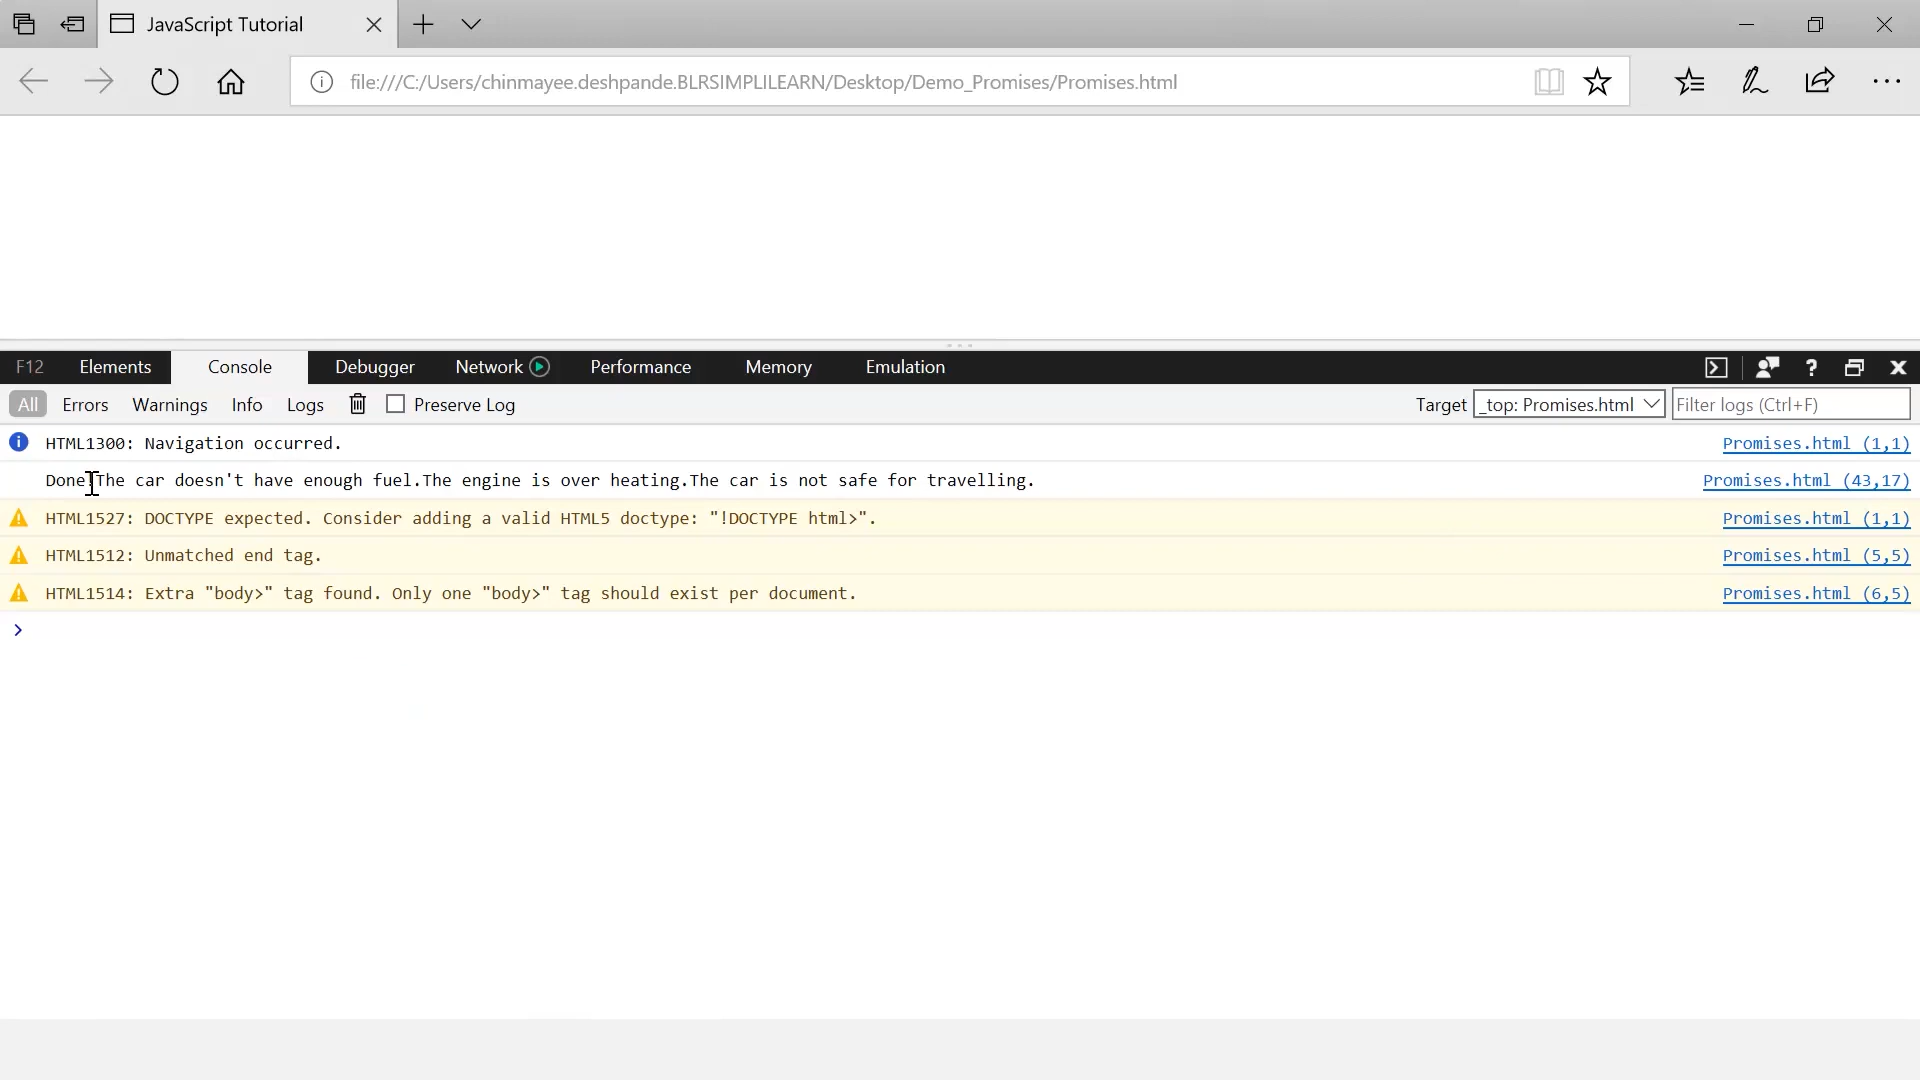 JavaScript Tutorial
file:///C:/Users/chinmayee.deshpande.BLRSIMPLILEARN/Desktop/Demo_Promises/Promises.html
F12 Elements Console Debugger Network Performance Memory Emulation ?
All Errors Warnings Info Logs Preserve Log Target _top: Promises.html Filter logs (Ctrl+F)
HTML1300: Navigation occurred. Promises.html (1,1)
Done!The car doesn't have enough fuel.The engine is over heating.The car is not safe for travelling. Promises.html (43,17)
HTML1527: DOCTYPE expected. Consider adding a valid HTML5 doctype: "!DOCTYPE html>". Promises.html (1,1)
HTML1512: Unmatched end tag. Promises.html (5,5)
HTML1514: Extra "body>" tag found. Only one "body>" tag should exist per document. Promises.html (6,5)